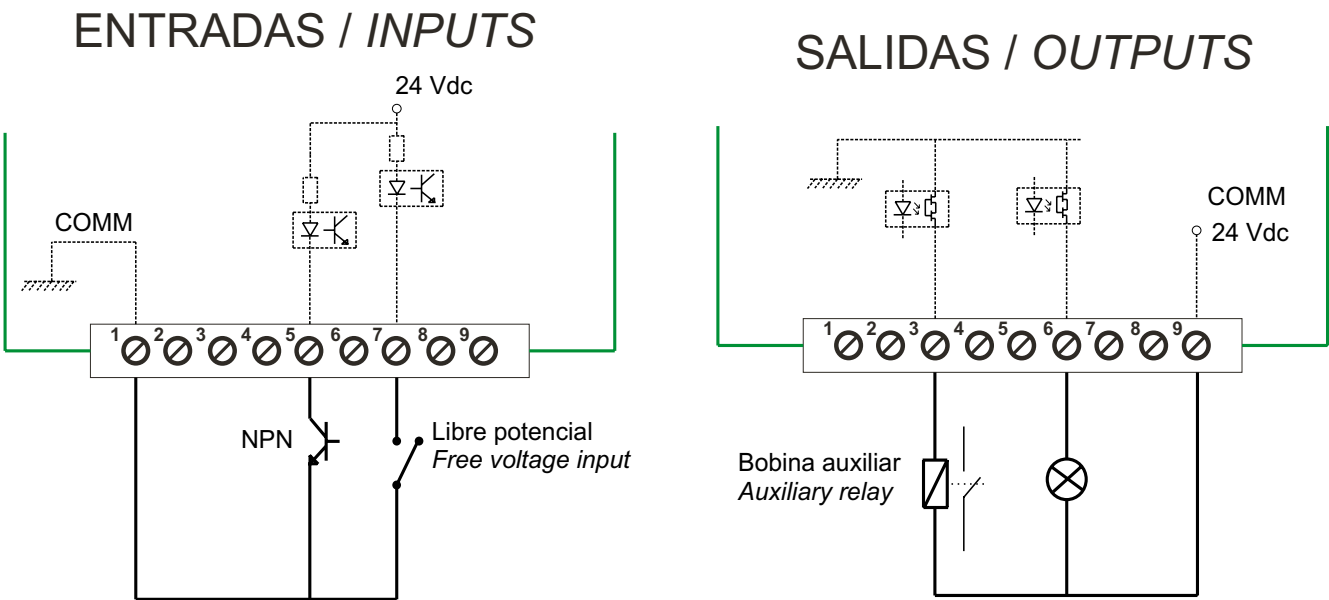 ENTRADAS / INPUTS
24 Vdc
COMM
1 2 3 4 5 6 7 8 9
NPN
Libre potencial
Free voltage input
SALIDAS / OUTPUTS
COMM
24 Vdc
1 2 3 4 5 6 7 8 9
Bobina auxiliar
Auxiliary relay